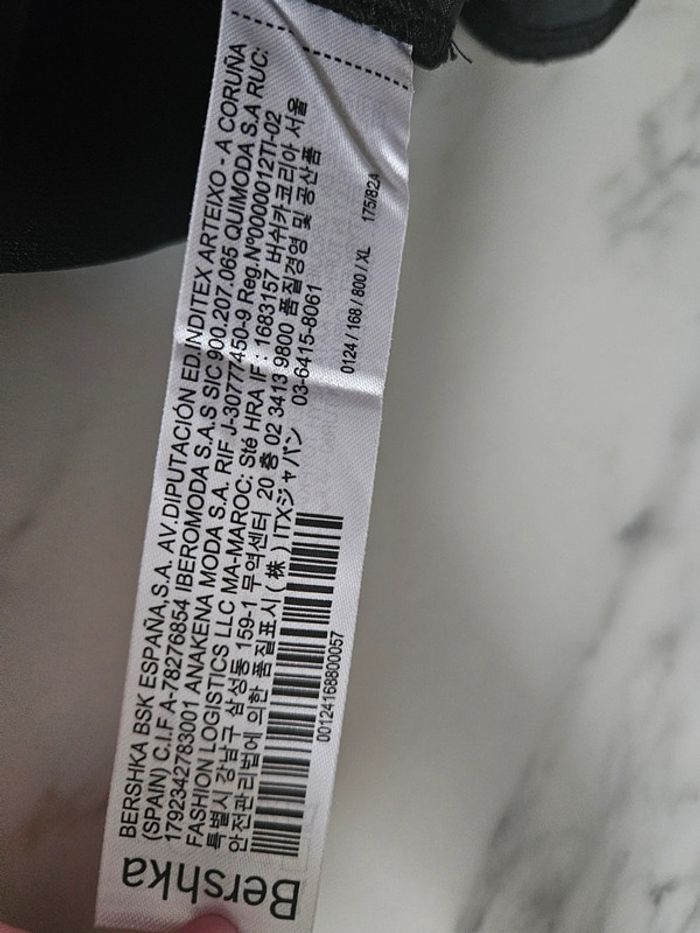 Bershka
BERSHKA BSK ESPAÑA,S.A. AV.DIPUTACIÓN ED.INDITEX ARTEIXO - A CORUÑA
(SPAIN) C.I.F A-78276854 IBEROMODA S.A.S SIC 900.207.065 QUIMODA S.A RUC:
1792342783001 ANAKENA MODA S.A. RIF J-30777450-9 Reg.Nº0000012TI-02
FASHION LOGISTICS LLC MA-MAROC: Sté HRA IF : 1683157 버쉬카코리아 서울
특별시 강남구 삼성동 159-1 무역센터 20 층 02 3413 9800 품질경영 및 공산품
안전관리법에 의한 품질표시 ( 株 ) ITXジャパン 03-6415-8061
0124 / 168 / 800 / XL 175/82A
00124168800057